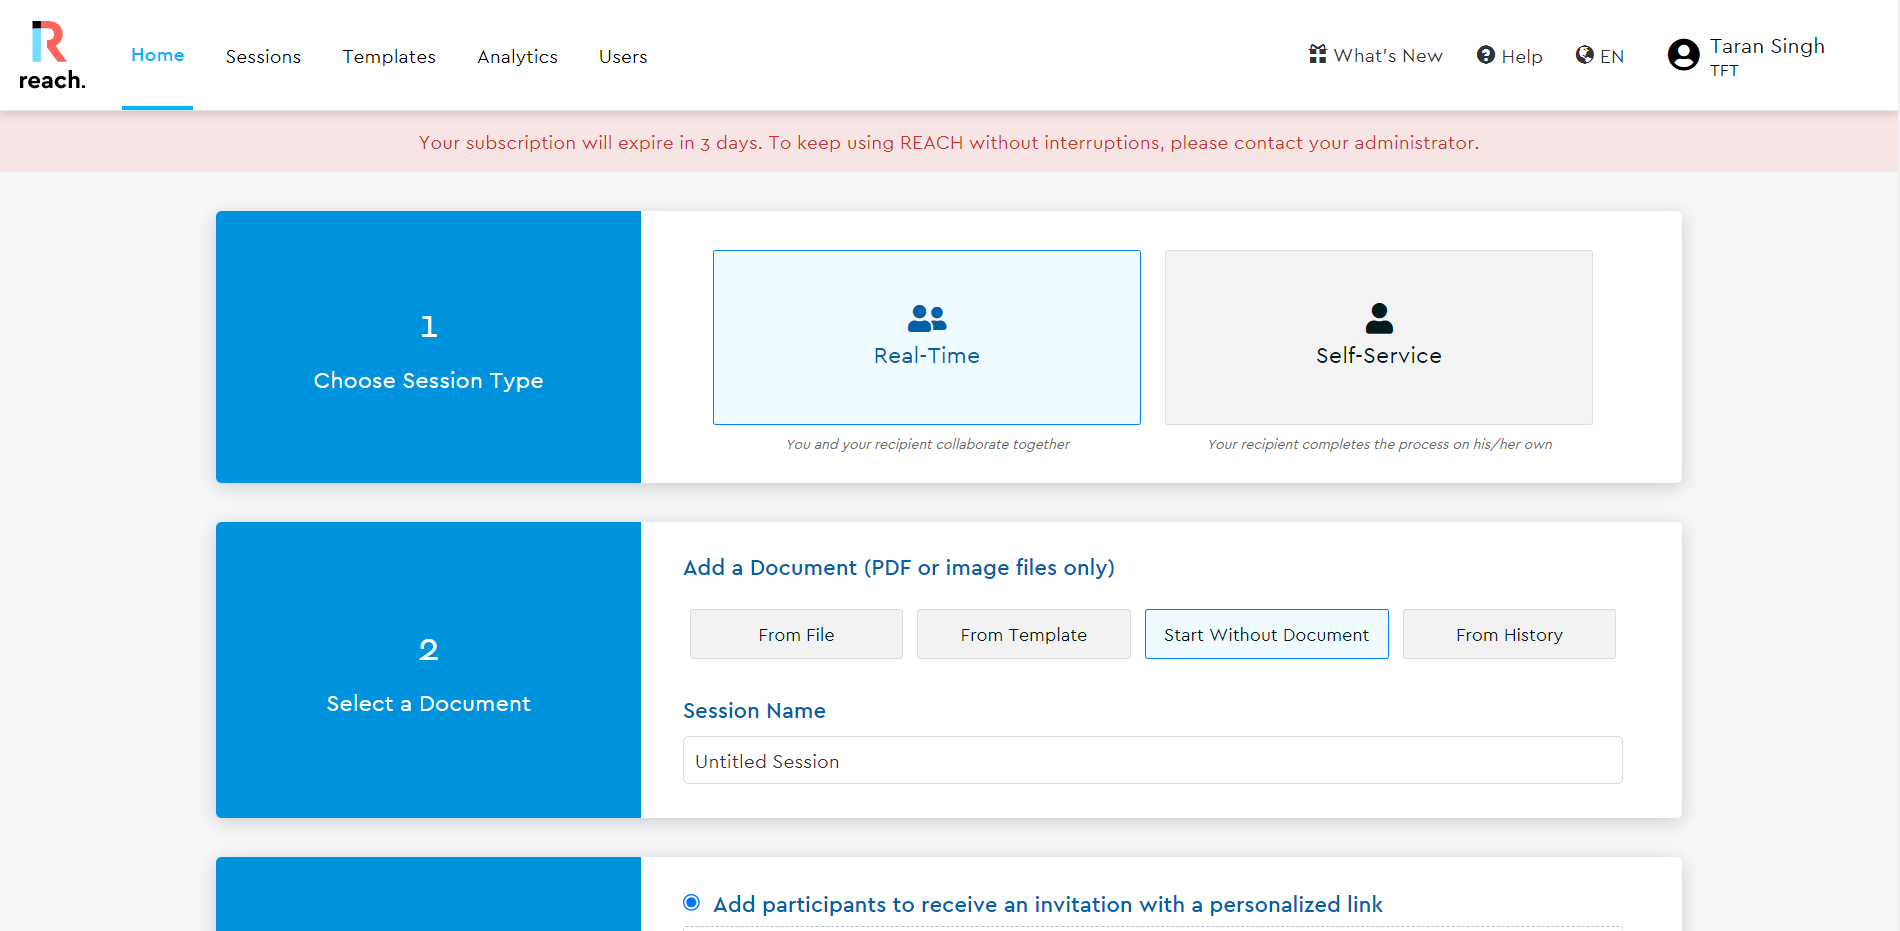 reach.
Home
Sessions
Templates
Analytics
Users
What's New
Help
EN
Taran Singh
TFT
Your subscription will expire in 3 days. To keep using REACH without interruptions, please contact your administrator.
1
Choose Session Type
Real-Time
You and your recipient collaborate together
Self-Service
Your recipient completes the process on his/her own
2
Select a Document
Add a Document (PDF or image files only)
From File
From Template
Start Without Document
From History
Session Name
Untitled Session
Add participants to receive an invitation with a personalized link